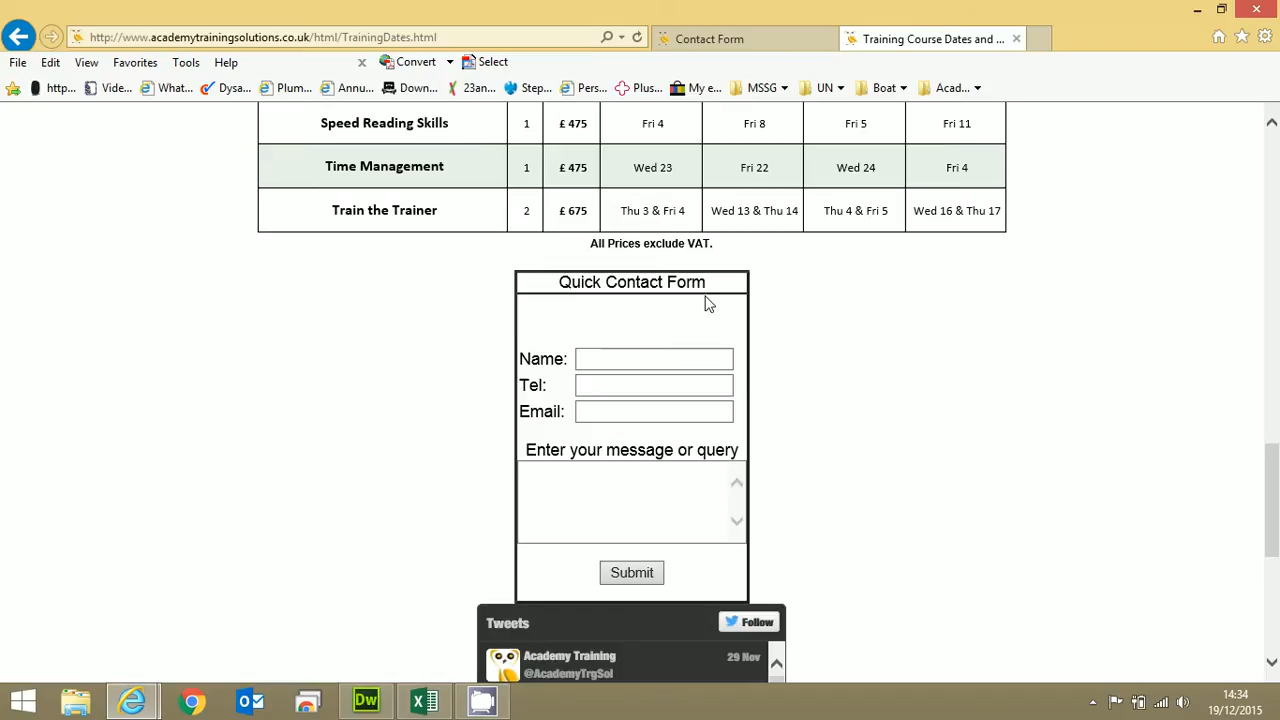 http://www.academytrainingsolutions.co.uk/html/TrainingDates.html
Contact Form
Training Course Dates and ...
File Edit View Favorites Tools Help
x Convert Select
http... Vide... What... Dysa... Plum... Annu... Down... 23an... Step... Pers... Plus... My e... MSSG UN Boat Acad...
Speed Reading Skills 1 £ 475 Fri 4 Fri 8 Fri 5 Fri 11
Time Management 1 £ 475 Wed 23 Fri 22 Wed 24 Fri 4
Train the Trainer 2 £ 675 Thu 3 & Fri 4 Wed 13 & Thu 14 Thu 4 & Fri 5 Wed 16 & Thu 17
All Prices exclude VAT.
Quick Contact Form
Name:
Tel:
Email:
Enter your message or query
Submit
Tweets Follow
Academy Training 29 Nov
@AcademyTrgSol
Dw
14:34
19/12/2015